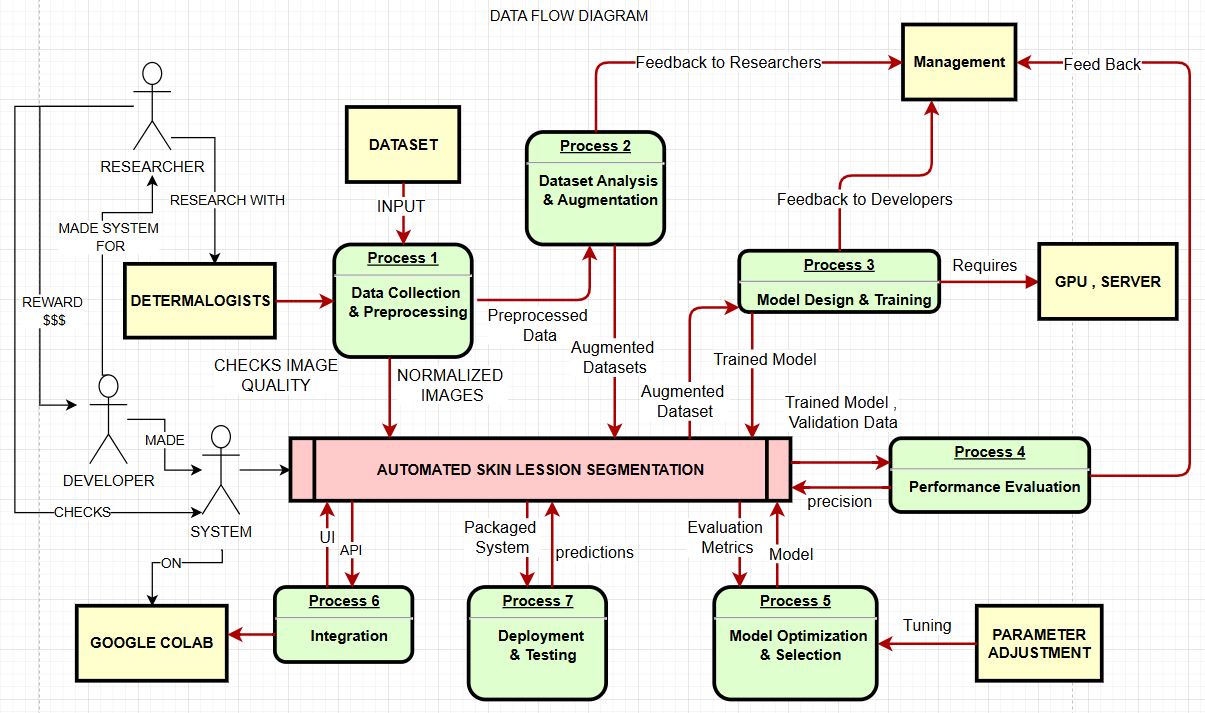 DATA FLOW DIAGRAM
Feedback to Researchers
Management
Feed Back
RESEARCHER
DATASET
Process 2
Dataset Analysis
& Augmentation
RESEARCH WITH
INPUT
Feedback to Developers
MADE SYSTEM
FOR
Process 1
Data Collection
& Preprocessing
Process 3
Model Design & Training
Requires
GPU , SERVER
DETERMALOGISTS
REWARD
$$$
Preprocessed
Data
Augmented
Datasets
Trained Model
CHECKS IMAGE
QUALITY
NORMALIZED
IMAGES
Augmented
Dataset
Trained Model ,
Validation Data
MADE
DEVELOPER
AUTOMATED SKIN LESSION SEGMENTATION
Process 4
Performance Evaluation
precision
CHECKS
SYSTEM
UI
API
Packaged
System
predictions
Evaluation
Metrics
Model
ON
GOOGLE COLAB
Process 6
Integration
Process 7
Deployment
& Testing
Process 5
Model Optimization
& Selection
Tuning
PARAMETER
ADJUSTMENT